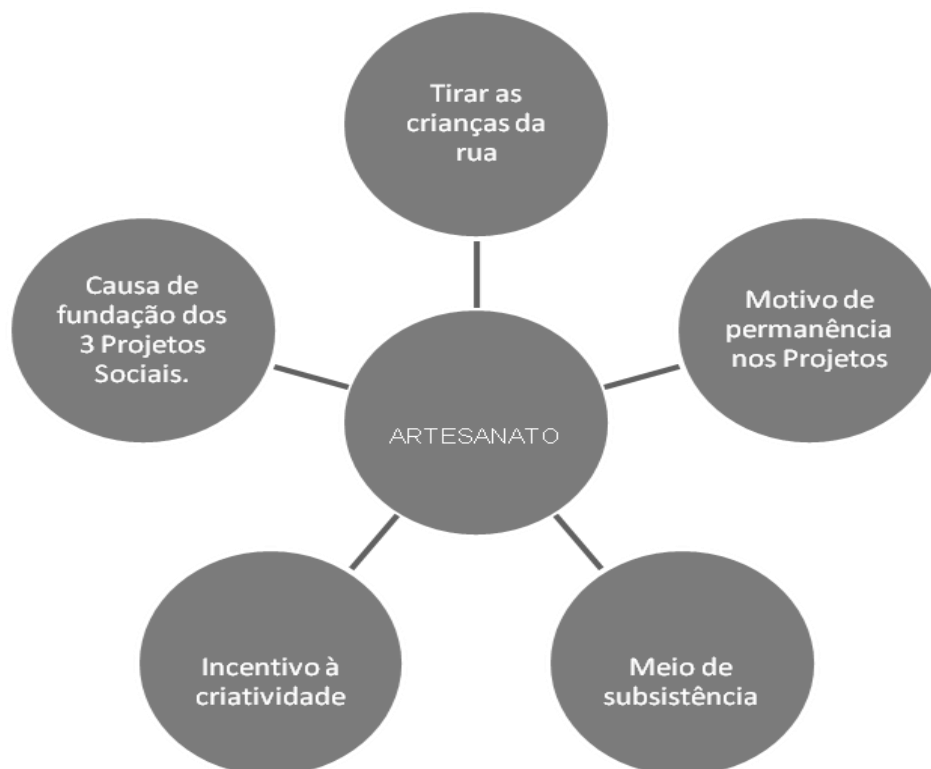 Tirar as
crianças da
rua
Causa de
fundação dos
3 Projetos
Sociais.
Motivo de
permanência
nos Projetos
ARTESANATO
Incentivo à
criatividade
Meio de
subsistência